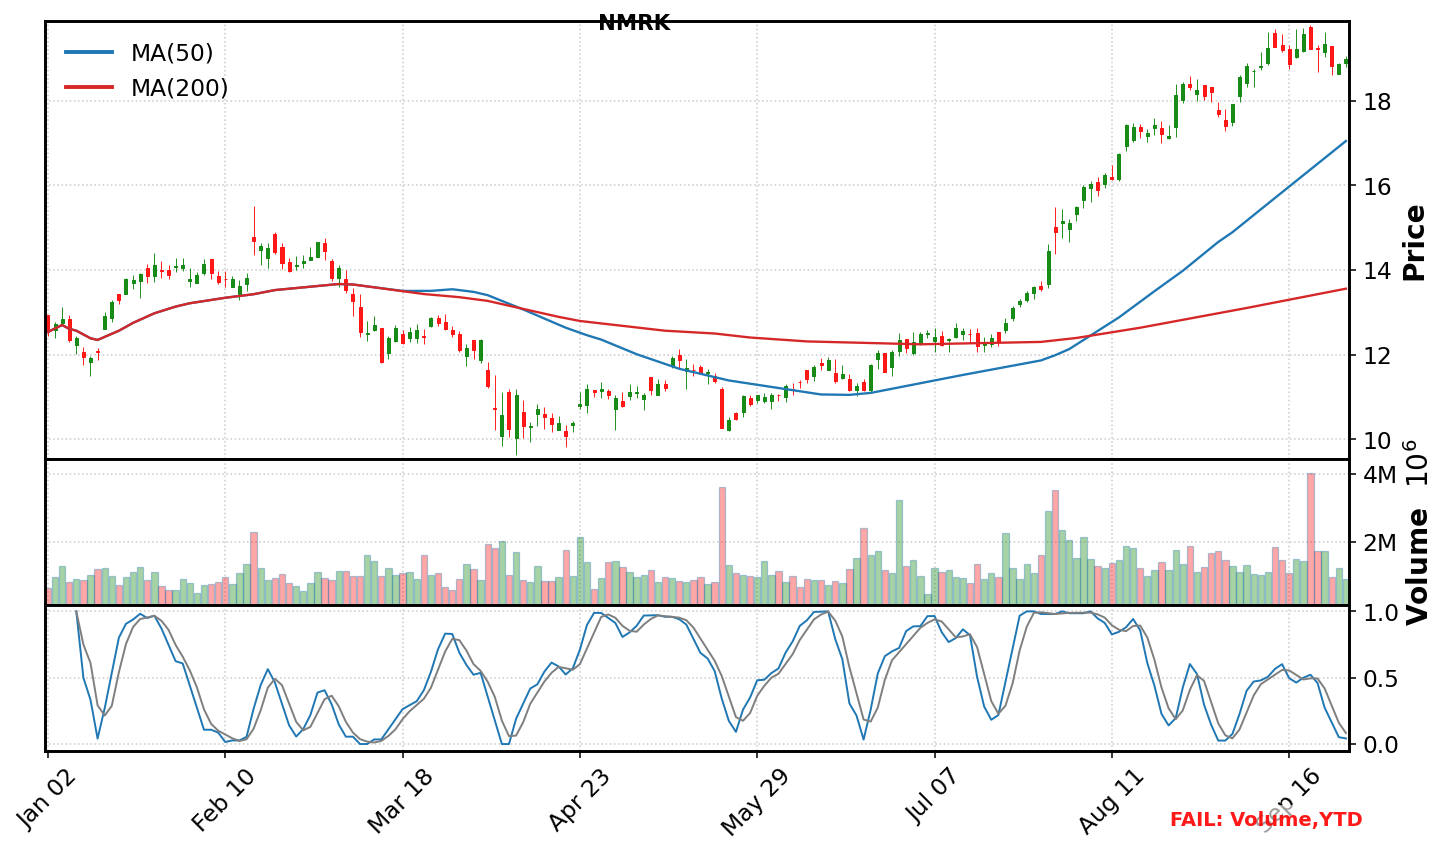 NMRK
MA(50)
MA(200)
18
16
14
12
10
Price
4M
2M
Volume 10^6
1.0
0.5
0.0
Jan 02
Feb 10
Mar 18
Apr 23
May 29
Jul 07
Aug 11
Sep 16
FAIL: Volume,YTD